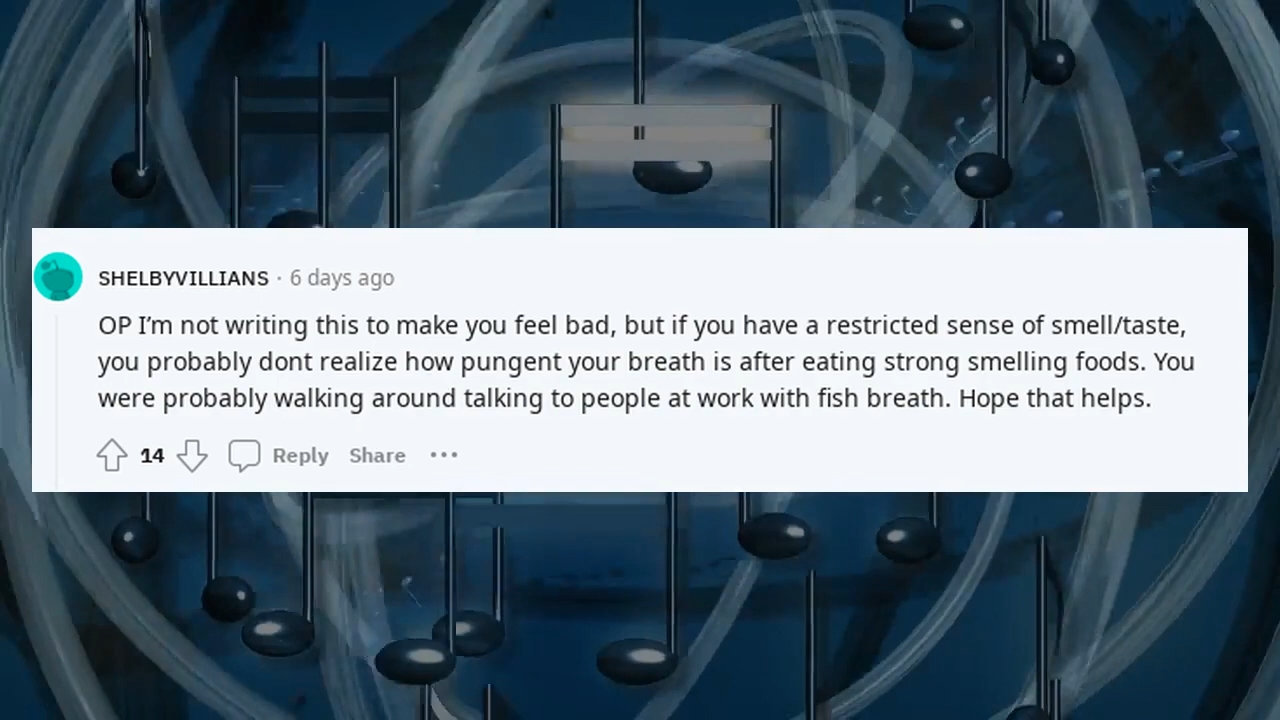 SHELBYVILLIANS · 6 days ago
OP I’m not writing this to make you feel bad, but if you have a restricted sense of smell/taste,
you probably dont realize how pungent your breath is after eating strong smelling foods. You
were probably walking around talking to people at work with fish breath. Hope that helps.
14 Reply Share •••